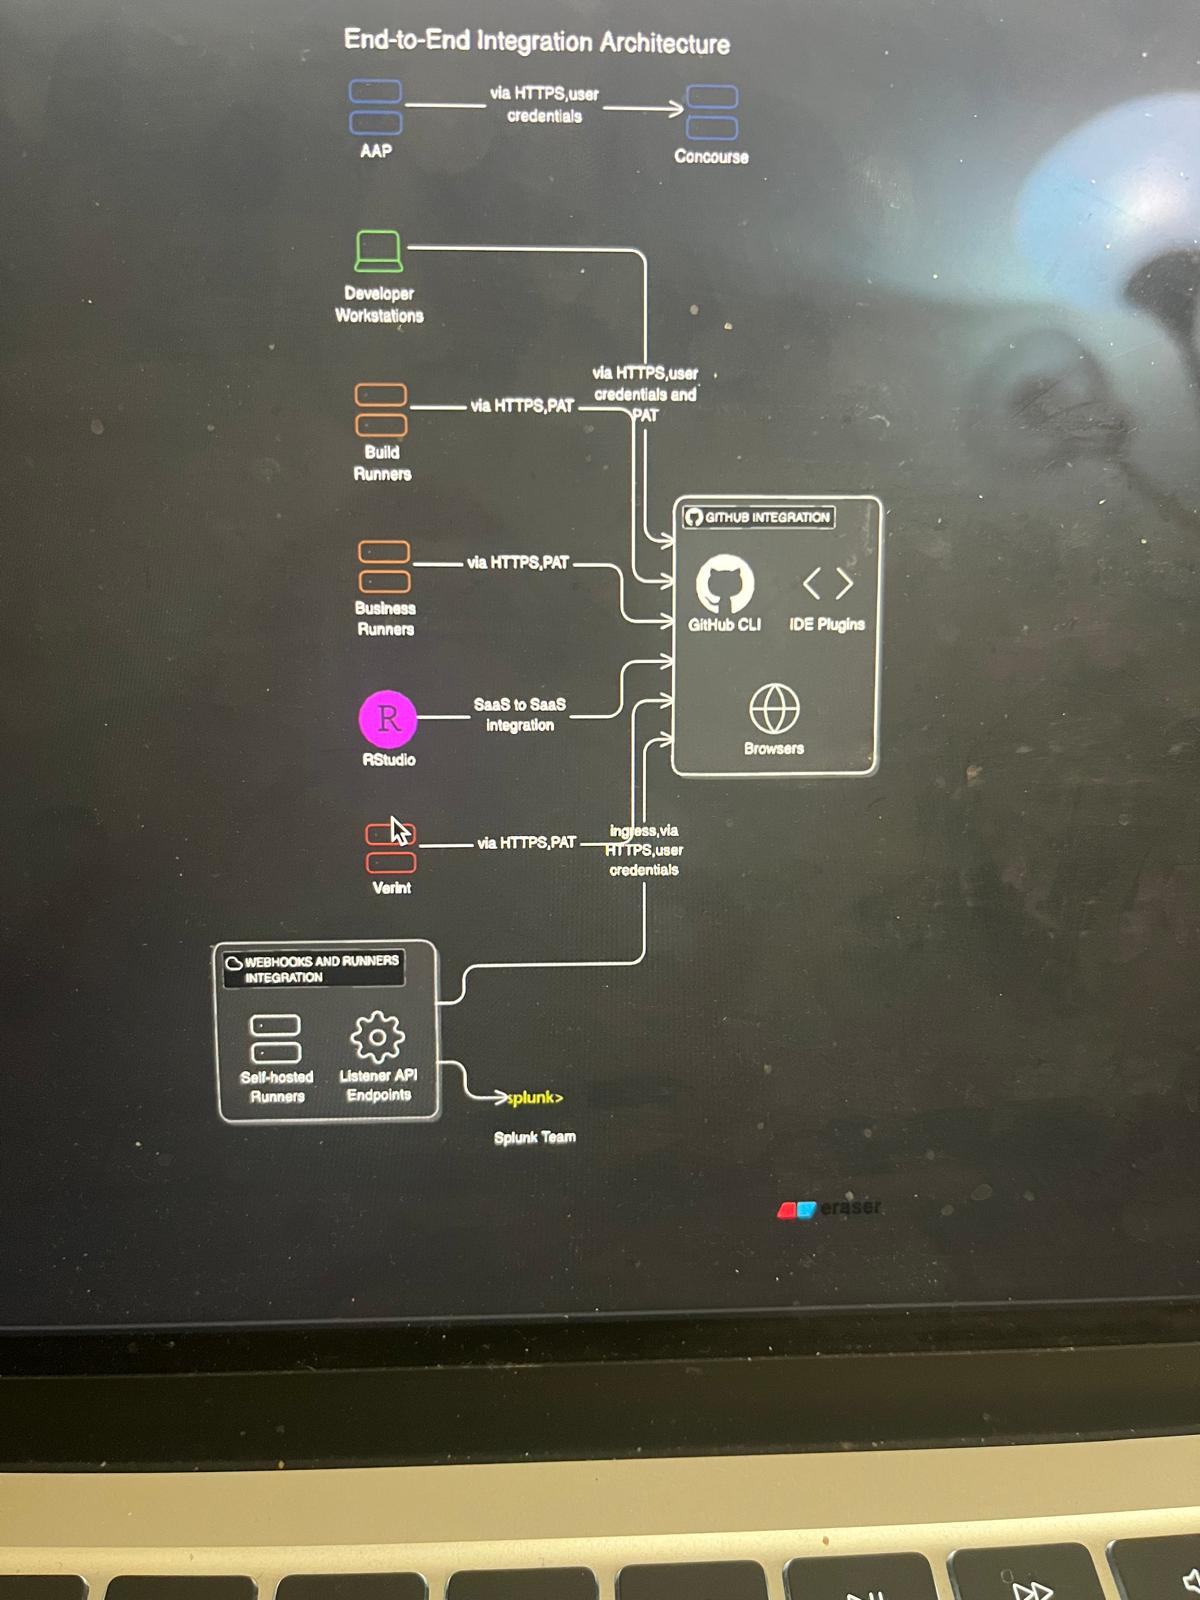 End-to-End Integration Architecture
via HTTPS,user
credentials
AAP
Concourse
Developer
Workstations
via HTTPS,user
credentials and
PAT
via HTTPS,PAT
Build
Runners
GITHUB INTEGRATION
via HTTPS,PAT
Business
Runners
GitHub CLI
IDE Plugins
SaaS to SaaS
integration
R
RStudio
Browsers
via HTTPS,PAT
ingress,via
HTTPS,user
credentials
Verint
WEBHOOKS AND RUNNERS
INTEGRATION
Self-hosted
Runners
Listener API
Endpoints
splunk>
Splunk Team
eraser